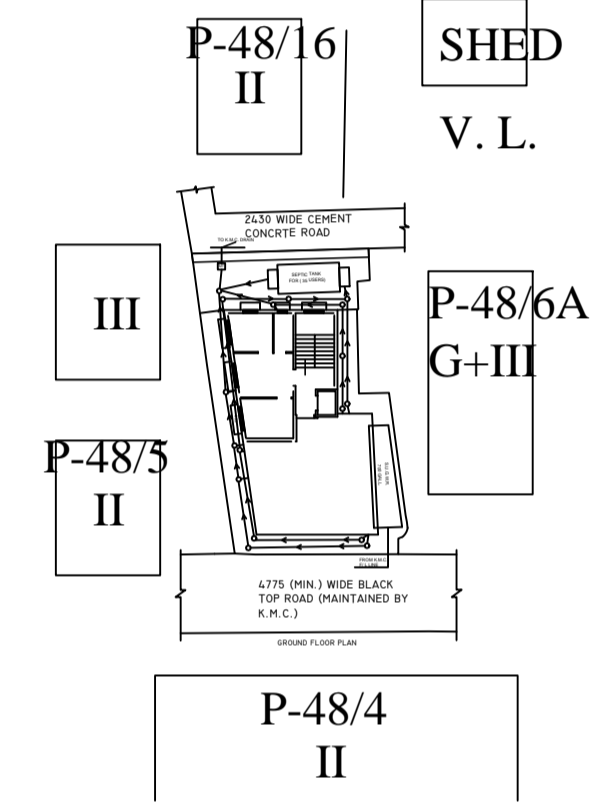 P-48/16
II
SHED
V. L.
2430 WIDE CEMENT
CONCRTE ROAD
TO K.M.C. DRAIN
SEPTIC TANK
III
P-48/6A
G+III
P-48/5
II
FROM K.M.C
4775 (MIN.) WIDE BLACK
TOP ROAD (MAINTAINED BY
K.M.C.)
GROUND FLOOR PLAN
P-48/4
II